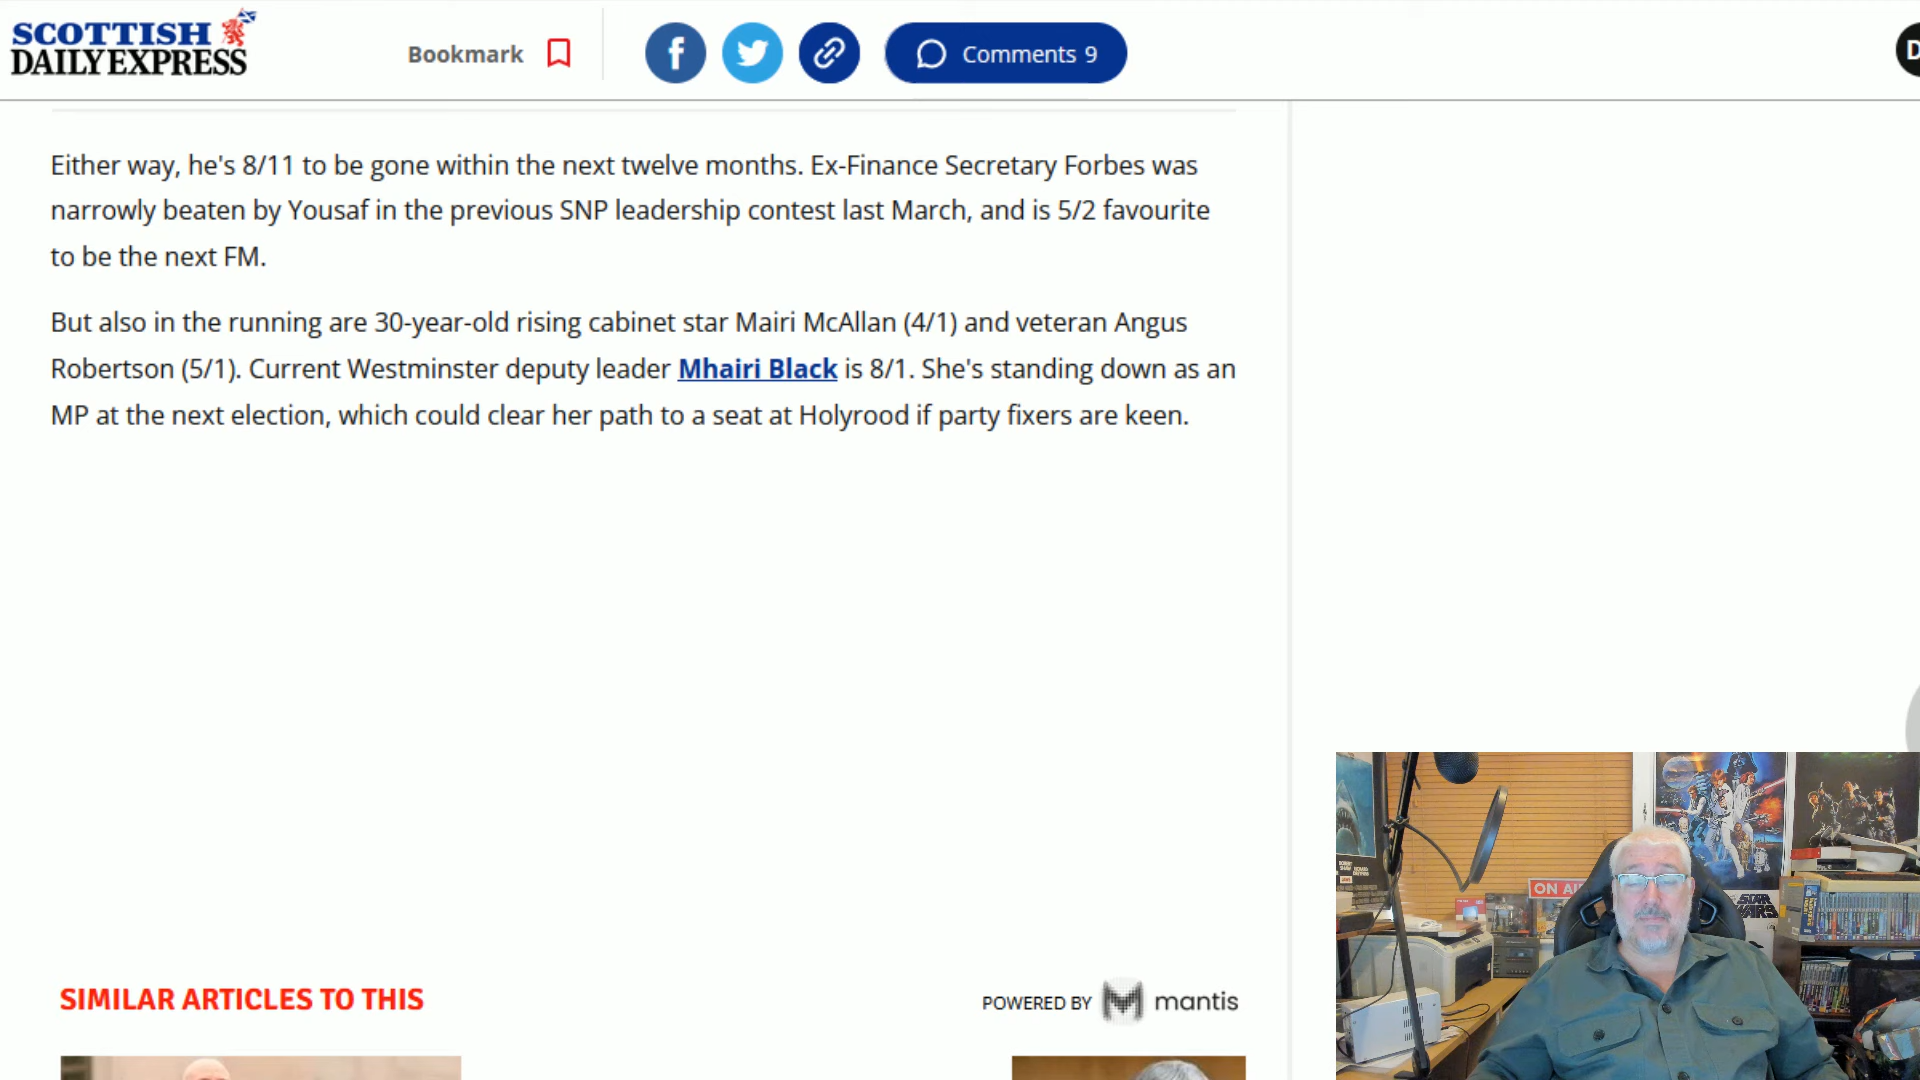 SCOTTISH
DAILY EXPRESS
Bookmark
Comments 9
D
Either way, he's 8/11 to be gone within the next twelve months. Ex-Finance Secretary Forbes was
narrowly beaten by Yousaf in the previous SNP leadership contest last March, and is 5/2 favourite
to be the next FM.
But also in the running are 30-year-old rising cabinet star Mairi McAllan (4/1) and veteran Angus
Robertson (5/1). Current Westminster deputy leader Mhairi Black is 8/1. She's standing down as an
MP at the next election, which could clear her path to a seat at Holyrood if party fixers are keen.
SIMILAR ARTICLES TO THIS
POWERED BY mantis
ON AI
STAR
WARS